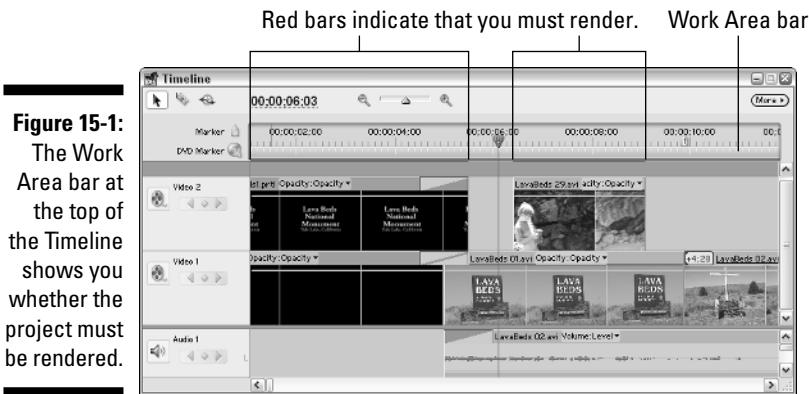 Red bars indicate that you must render. Work Area bar
Figure 15-1:
The Work
Area bar at
the top of
the Timeline
shows you
whether the
project must
be rendered.
Timeline
00;00;06;03
More
Marker
00;00;02;00 00;00;04;00 00;00;06;00 00;00;08;00 00;00;10;00 00;(
DVD Marker
Video 2
Opacity:Opacity
LavaBeds 29.avi acity:Opacity
Lava Beds
National
Monument
Lava Beds
National
Monument
Video 1
Opacity:Opacity
LavaBeds 01.avi Opacity:Opacity
+4:28
LavaBeds 02.avi
LAVA
BEDS
LAVA
BEDS
LAVA
BEDS
Audio 1
LavaBeds 02.avi Volume:Level
L